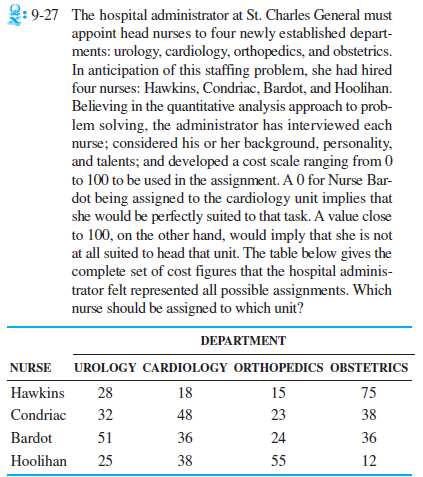 9-27 The hospital administrator at St. Charles General must
appoint head nurses to four newly established depart-
ments: urology, cardiology, orthopedics, and obstetrics.
In anticipation of this staffing problem, she had hired
four nurses: Hawkins, Condriac, Bardot, and Hoolihan.
Believing in the quantitative analysis approach to prob-
lem solving, the administrator has interviewed each
nurse; considered his or her background, personality,
and talents; and developed a cost scale ranging from 0
to 100 to be used in the assignment. A 0 for Nurse Bar-
dot being assigned to the cardiology unit implies that
she would be perfectly suited to that task. A value close
to 100, on the other hand, would imply that she is not
at all suited to head that unit. The table below gives the
complete set of cost figures that the hospital adminis-
trator felt represented all possible assignments. Which
nurse should be assigned to which unit?
DEPARTMENT
NURSE UROLOGY CARDIOLOGY ORTHOPEDICS OBSTETRICS
Hawkins 28 18 15 75
Condriac 32 48 23 38
Bardot 51 36 24 36
Hoolihan 25 38 55 12